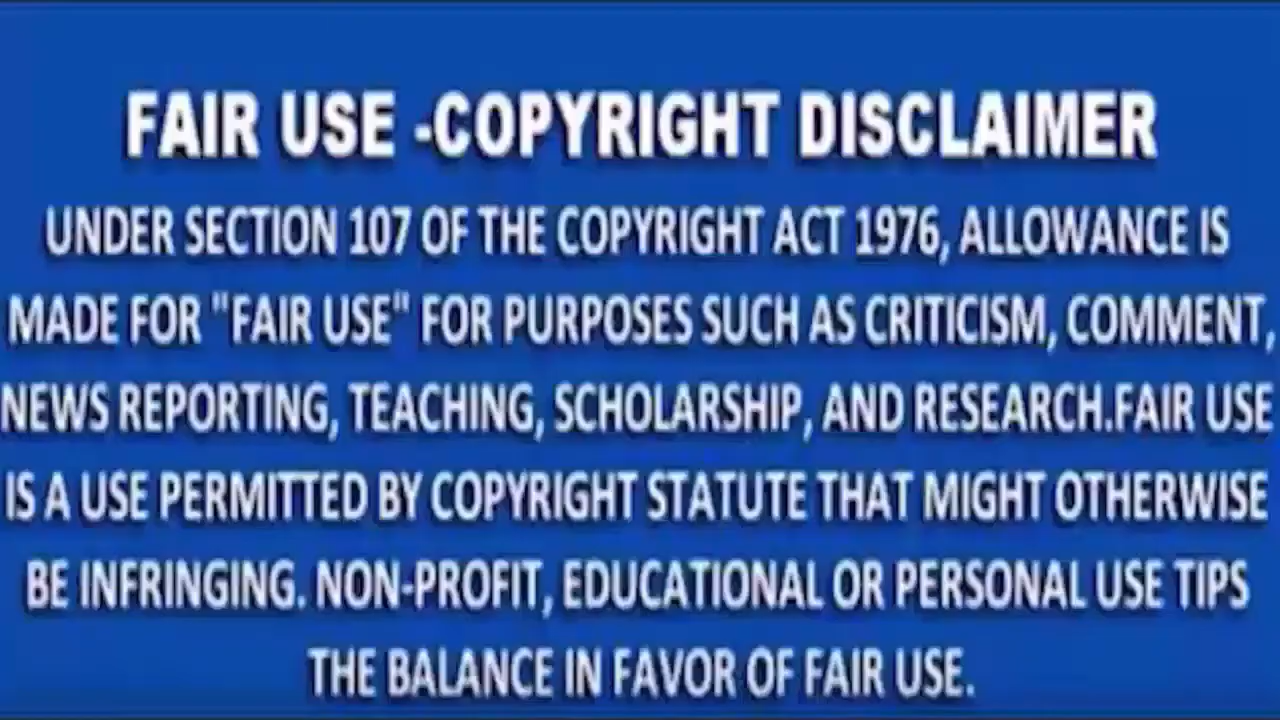 FAIR USE -COPYRIGHT DISCLAIMER
UNDER SECTION 107 OF THE COPYRIGHT ACT 1976, ALLOWANCE IS
MADE FOR "FAIR USE" FOR PURPOSES SUCH AS CRITICISM, COMMENT,
NEWS REPORTING, TEACHING, SCHOLARSHIP, AND RESEARCH.FAIR USE
IS A USE PERMITTED BY COPYRIGHT STATUTE THAT MIGHT OTHERWISE
BE INFRINGING. NON-PROFIT, EDUCATIONAL OR PERSONAL USE TIPS
THE BALANCE IN FAVOR OF FAIR USE.